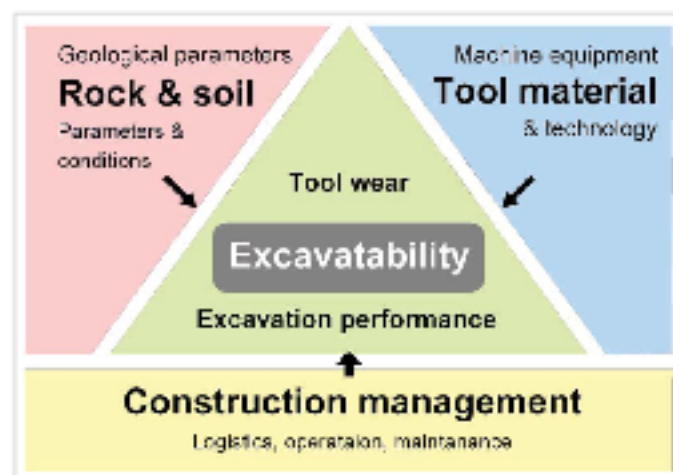 Geological parameters
Rock & soil
Parameters &
conditions
Machine equipment
Tool material
& technology
Tool wear
Excavatability
Excavation performance
Construction management
Logistics, operataion, maintanance